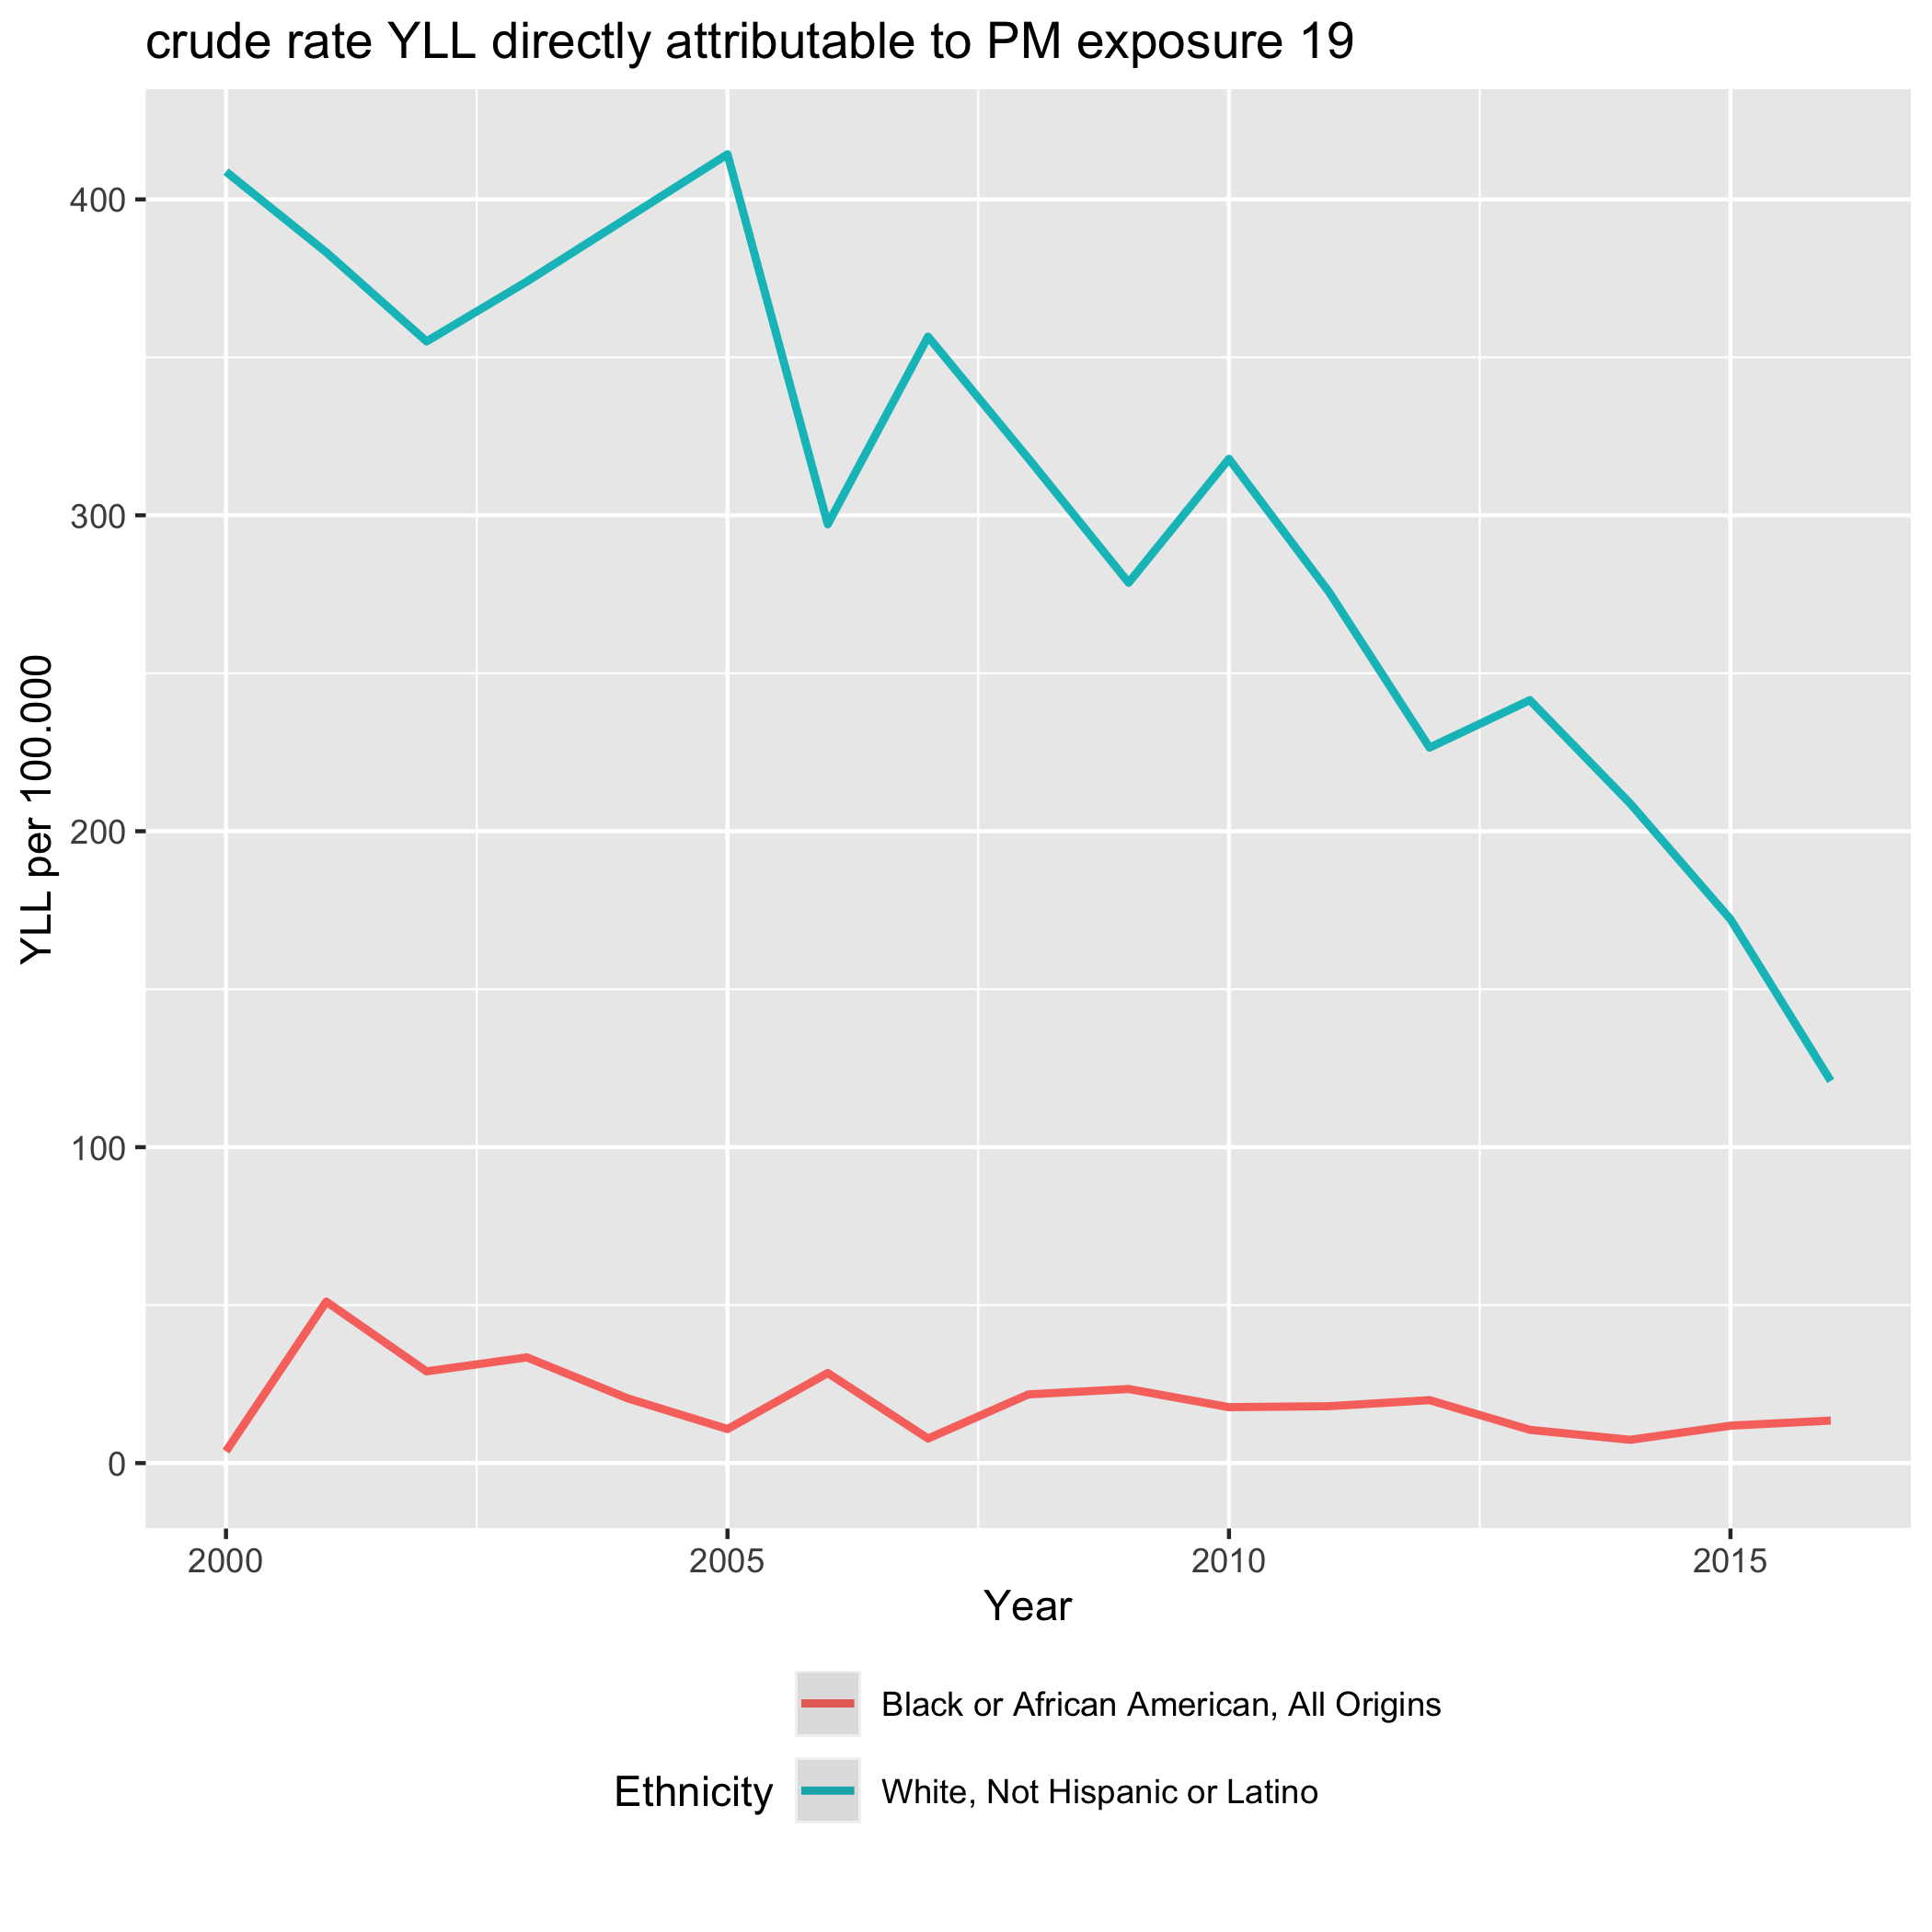 crude rate YLL directly attributable to PM exposure 19
YLL per 100.000
400
300
200
100
0
2000 2005 2010 2015
Year
Ethnicity
Black or African American, All Origins
White, Not Hispanic or Latino